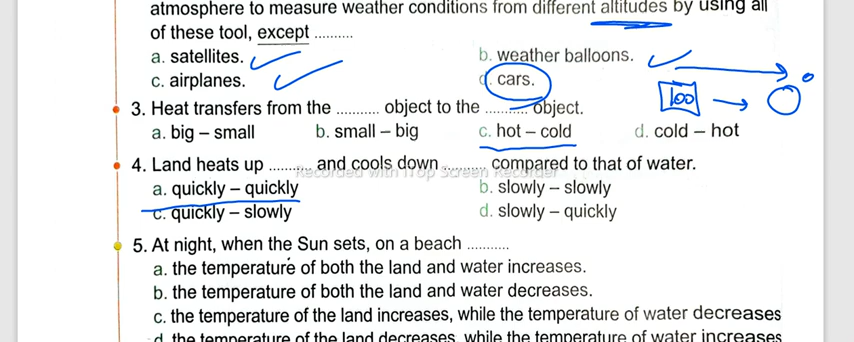 atmosphere to measure weather conditions from different altitudes by using all
of these tool, except ..........
a. satellites.
b. weather balloons.
c. airplanes.
d. cars.
100
3. Heat transfers from the ........... object to the ........... object.
a. big – small
b. small – big
c. hot – cold
d. cold – hot
4. Land heats up ........... and cools down ........... compared to that of water.
Recorded with iTop Screen Recorder
a. quickly – quickly
b. slowly – slowly
c. quickly – slowly
d. slowly – quickly
5. At night, when the Sun sets, on a beach ...........
a. the temperature of both the land and water increases.
b. the temperature of both the land and water decreases.
c. the temperature of the land increases, while the temperature of water decreases
d. the temperature of the land decreases, while the temperature of water increases